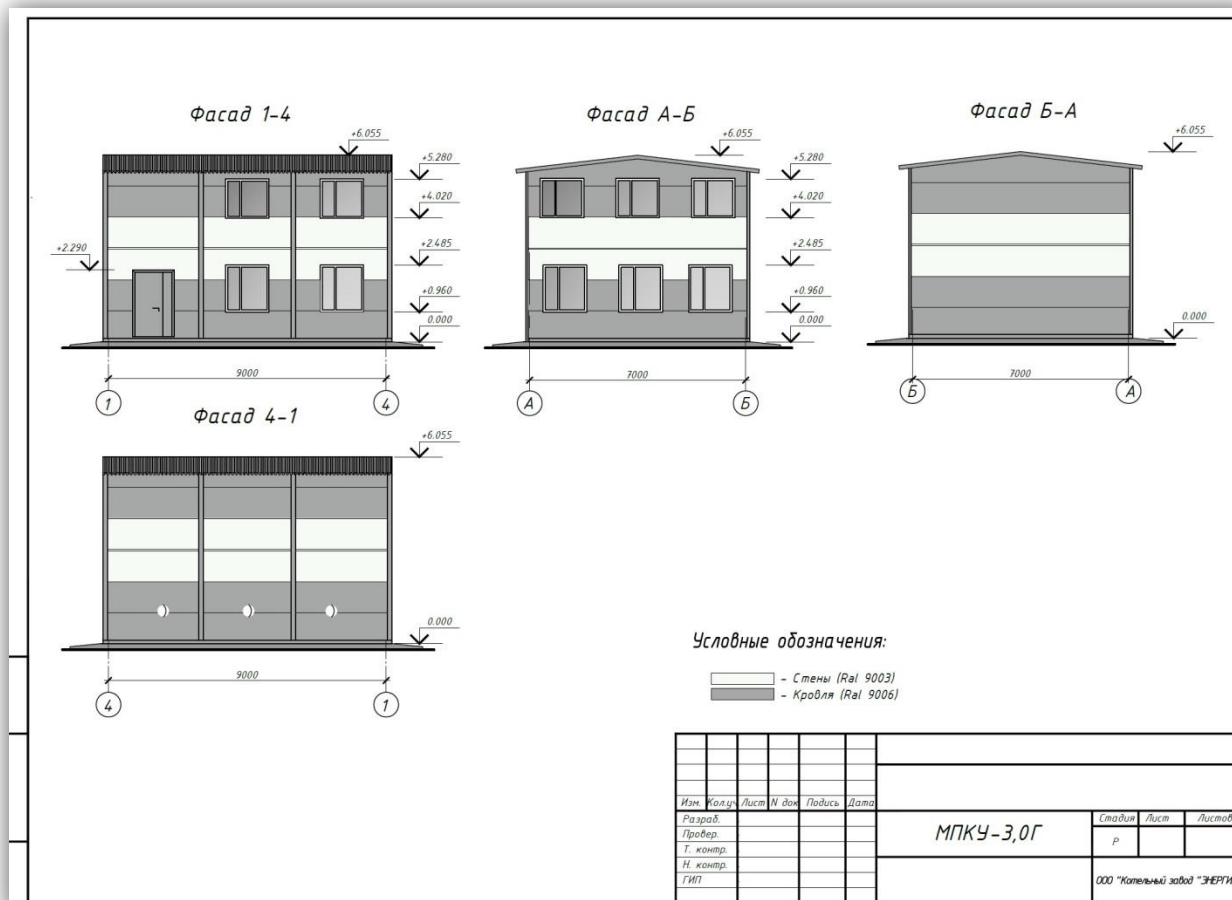 Фасад 1-4
+6.055
+5.280
+4.020
+2.290
+2.485
+0.960
0.000
9000
1
4
Фасад А-Б
+6.055
+5.280
+4.020
+2.485
+0.960
0.000
7000
А
Б
Фасад Б-А
+6.055
0.000
7000
Б
А
Фасад 4-1
+6.055
0.000
9000
4
1
Условные обозначения:
- Стены (Ral 9003)
- Кровля (Ral 9006)
Изм. Кол.уч Лист N док Подись Дата
Разраб.
Провер.
Т. контр.
Н. контр.
ГИП
МПКУ-3,0Г
Стадия Лист Листов
Р
ООО "Котельный завод "ЭНЕРГИ